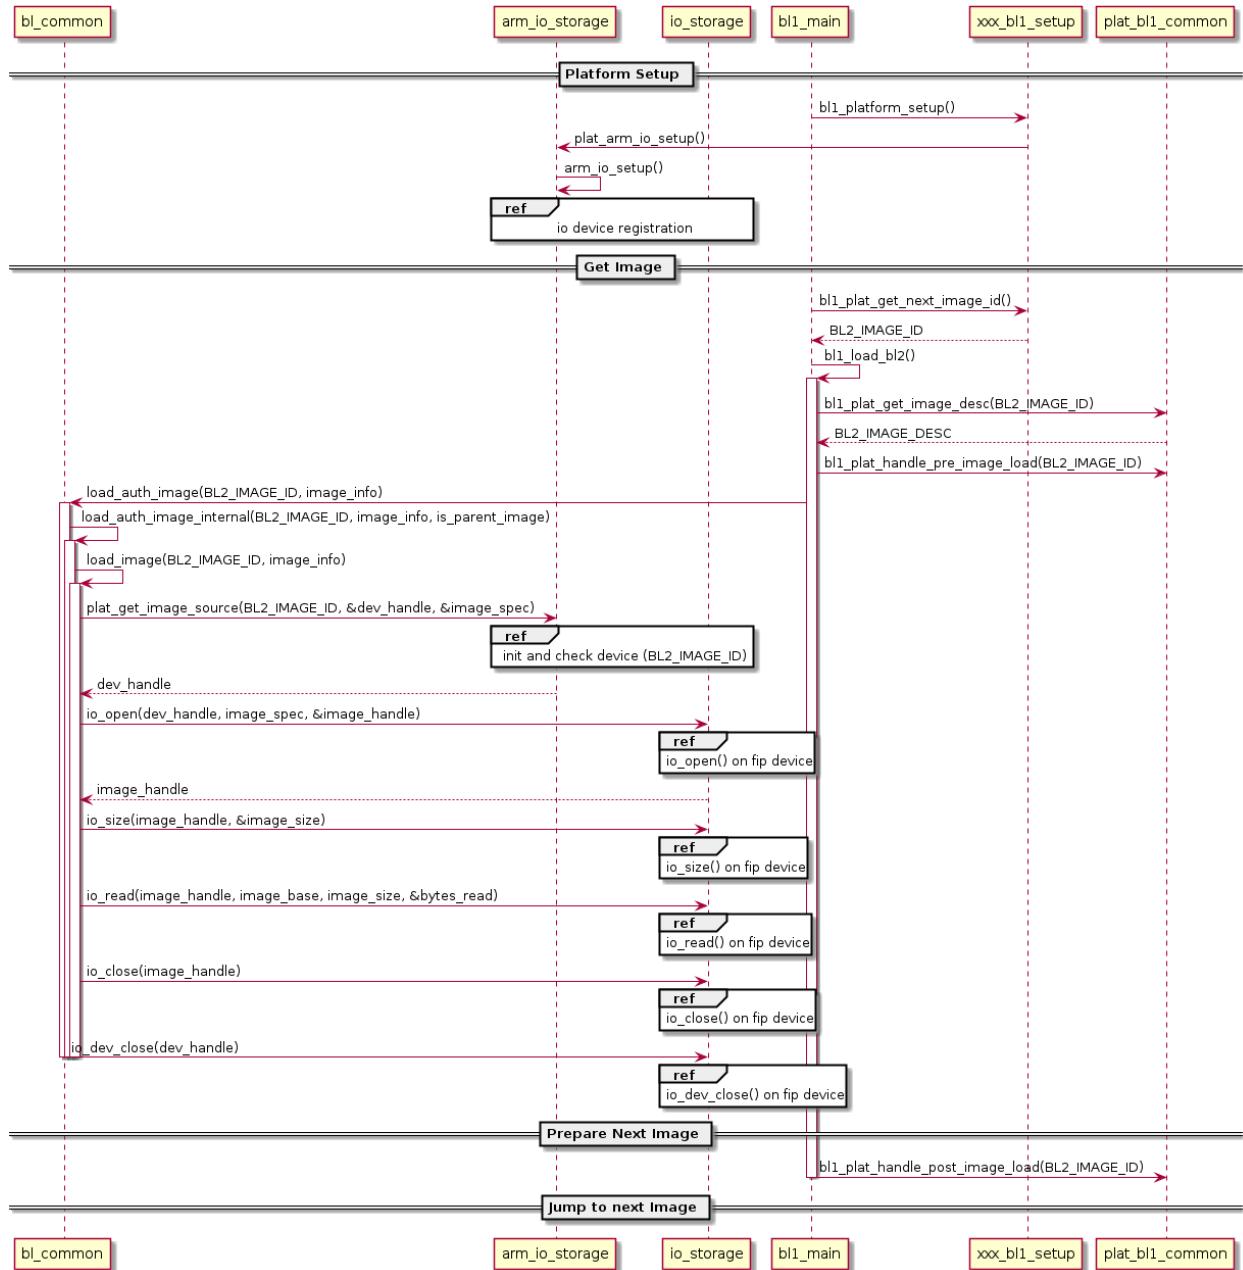 bl_common
arm_io_storage
io_storage
bl1_main
xxx_bl1_setup
plat_bl1_common
Platform Setup
bl1_platform_setup()
plat_arm_io_setup()
arm_io_setup()
ref
io device registration
Get Image
bl1_plat_get_next_image_id()
BL2_IMAGE_ID
bl1_load_bl2()
bl1_plat_get_image_desc(BL2_IMAGE_ID)
BL2_IMAGE_DESC
bl1_plat_handle_pre_image_load(BL2_IMAGE_ID)
load_auth_image(BL2_IMAGE_ID, image_info)
load_auth_image_internal(BL2_IMAGE_ID, image_info, is_parent_image)
load_image(BL2_IMAGE_ID, image_info)
plat_get_image_source(BL2_IMAGE_ID, &dev_handle, &image_spec)
ref
init and check device (BL2_IMAGE_ID)
dev_handle
io_open(dev_handle, image_spec, &image_handle)
ref
io_open() on fip device
image_handle
io_size(image_handle, &image_size)
ref
io_size() on fip device
io_read(image_handle, image_base, image_size, &bytes_read)
ref
io_read() on fip device
io_close(image_handle)
ref
io_close() on fip device
io_dev_close(dev_handle)
ref
io_dev_close() on fip device
Prepare Next Image
bl1_plat_handle_post_image_load(BL2_IMAGE_ID)
Jump to next Image
bl_common
arm_io_storage
io_storage
bl1_main
xxx_bl1_setup
plat_bl1_common